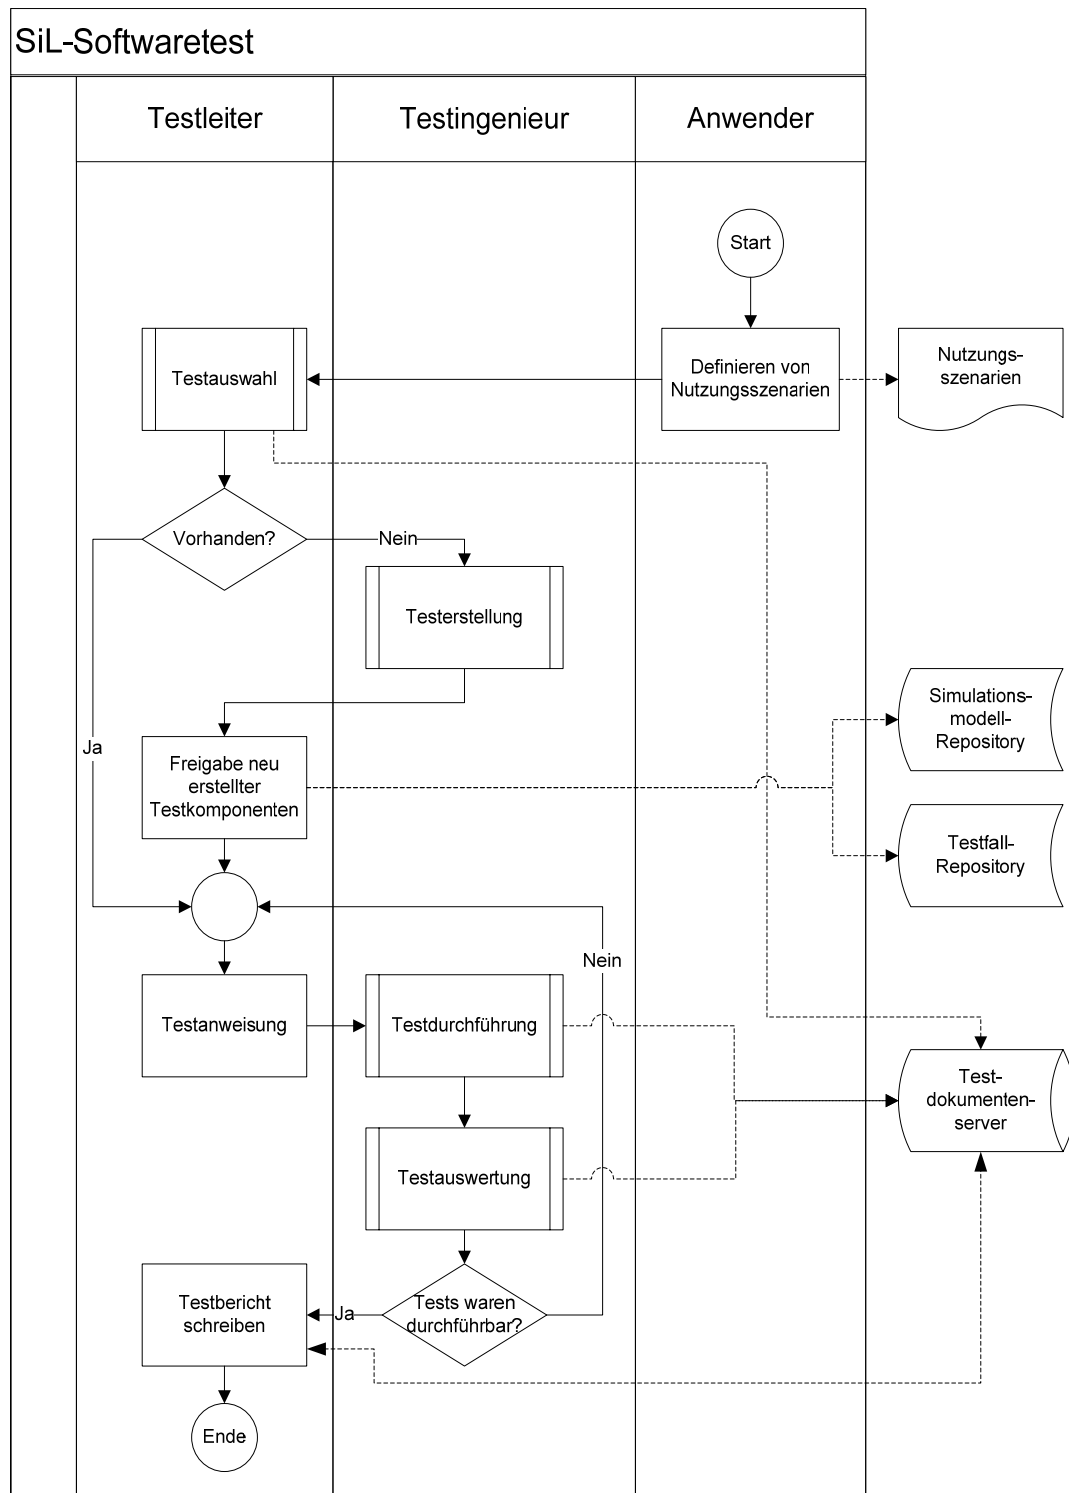 SiL-Softwaretest
Testleiter
Testingenieur
Anwender
Start
Testauswahl
Definieren von
Nutzungsszenarien
Nutzungs-
szenarien
Vorhanden?
Nein
Testerstellung
Ja
Freigabe neu
erstellter
Testkomponenten
Simulations-
modell-
Repository
Testfall-
Repository
Nein
Testanweisung
Testdurchführung
Test-
dokumenten-
server
Testauswertung
Testbericht
schreiben
Ja
Tests waren
durchführbar?
Ende